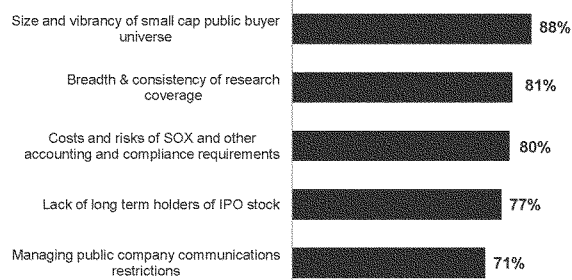 Size and vibrancy of small cap public buyer
universe
88%
Breadth & consistency of research
coverage
81%
Costs and risks of SOX and other
accounting and compliance requirements
80%
Lack of long term holders of IPO stock
77%
Managing public company communications
restrictions
71%